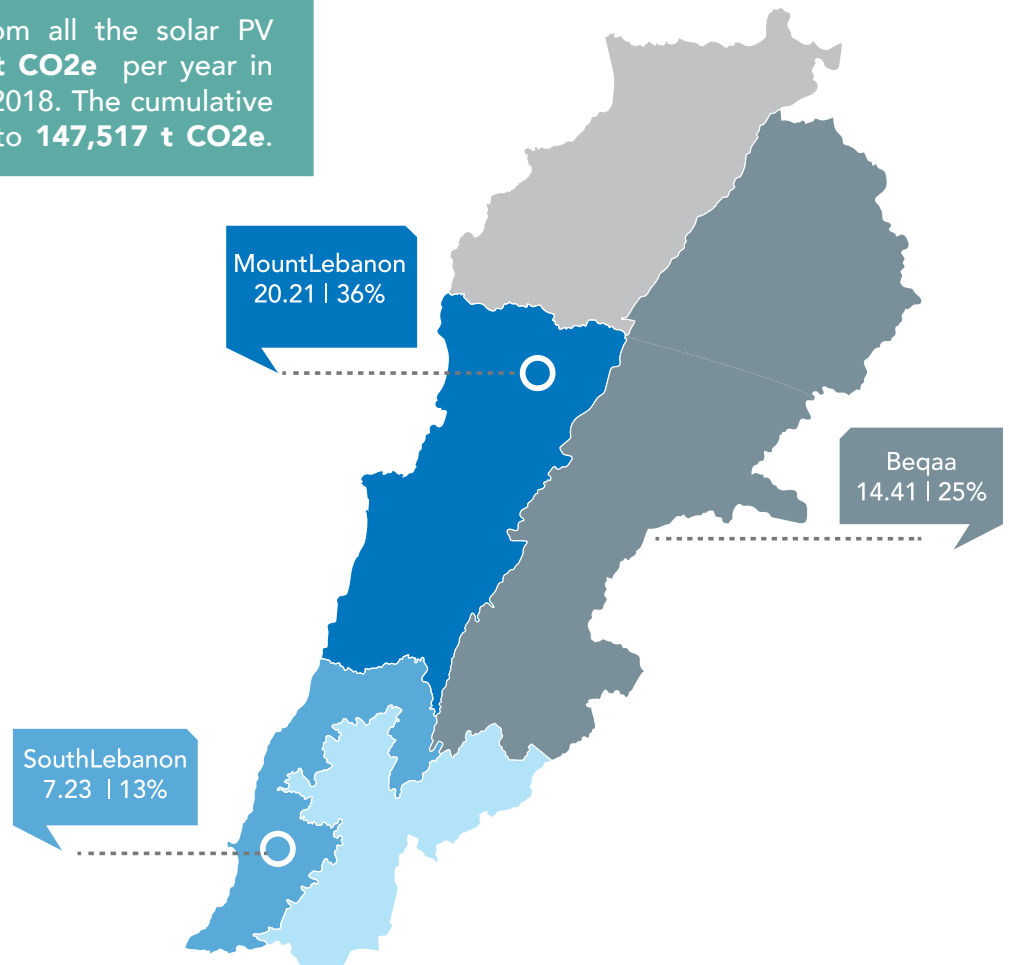 om all the solar PV
t CO2e per year in
2018. The cumulative
to 147,517 t CO2e.
MountLebanon
20.21 | 36%
Beqaa
14.41 | 25%
SouthLebanon
7.23 | 13%